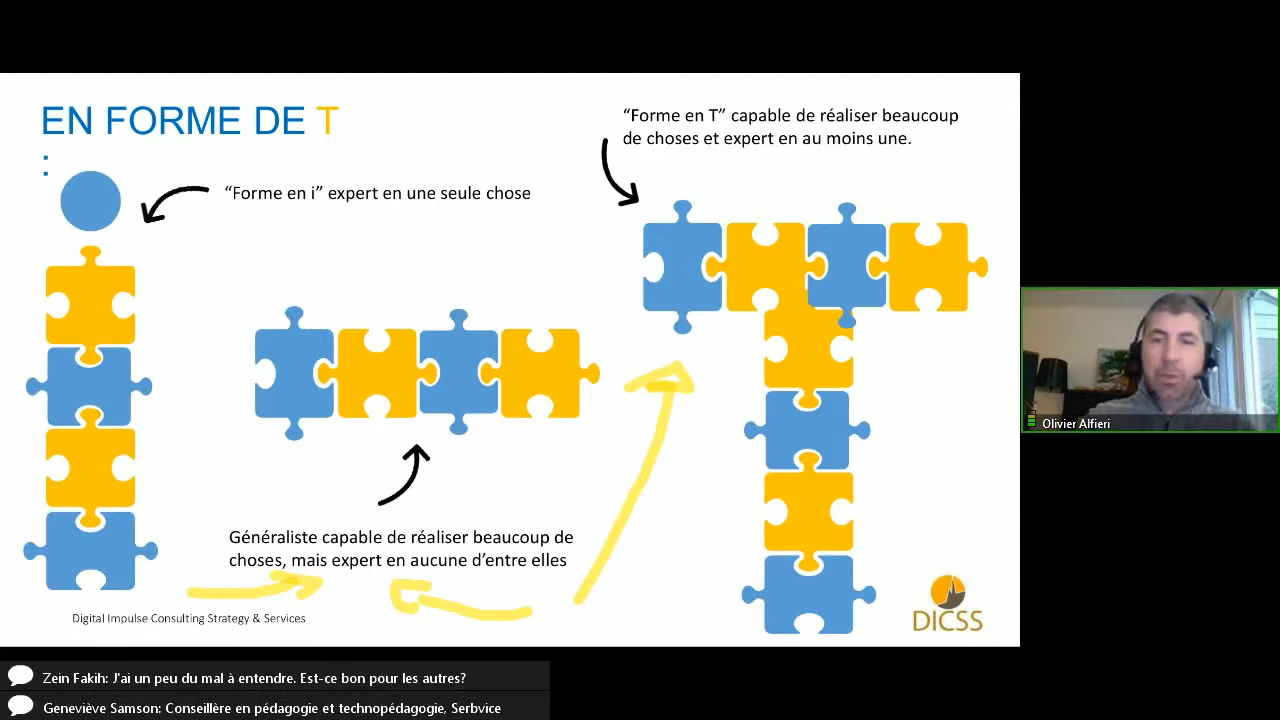 EN FORME DE T
:
“Forme en i” expert en une seule chose
“Forme en T” capable de réaliser beaucoup
de choses et expert en au moins une.
Généraliste capable de réaliser beaucoup de
choses, mais expert en aucune d’entre elles
Digital Impulse Consulting Strategy & Services
DICSS
Olivier Alfieri
Zein Fakih: J'ai un peu du mal à entendre. Est-ce bon pour les autres?
Geneviève Samson: Conseillère en pédagogie et technopédagogie, Serbvice